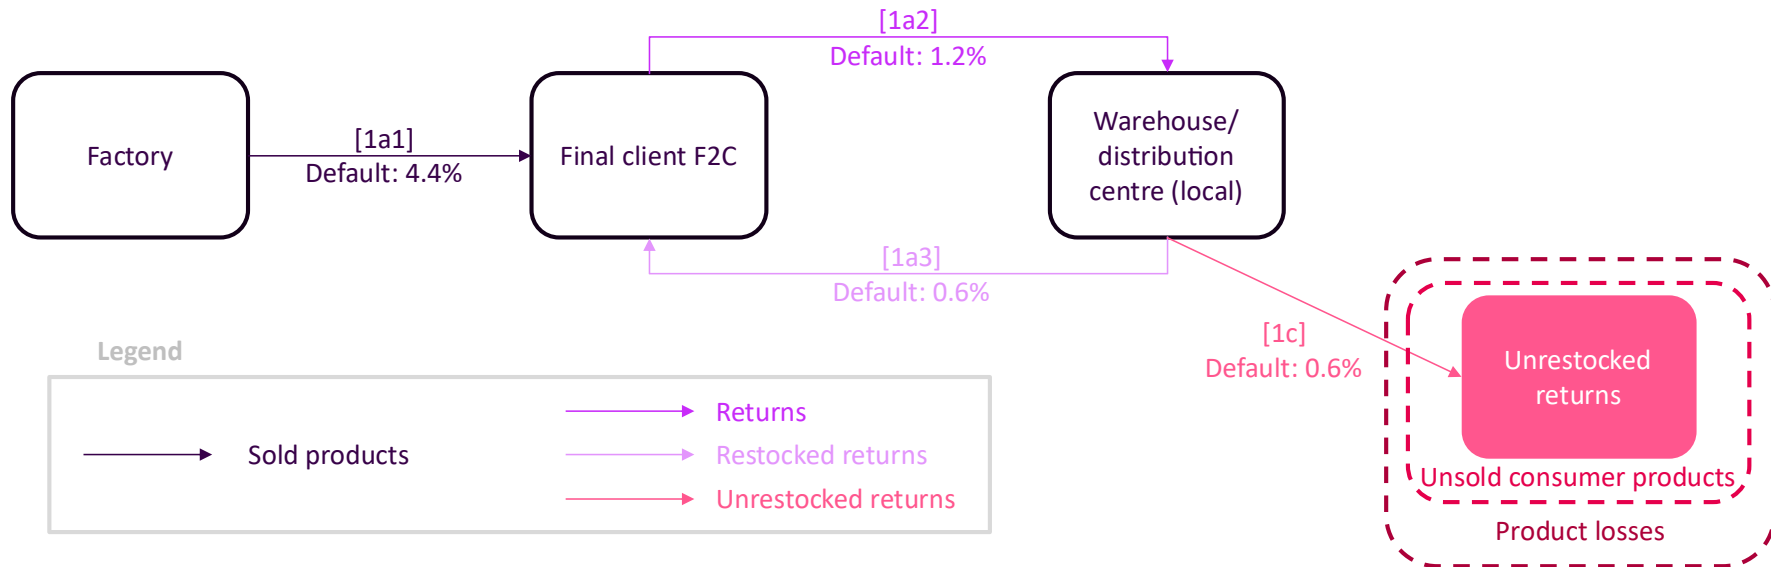 [1a2]
Default: 1.2%
Factory
[1a1]
Default: 4.4%
Final client F2C
Warehouse/
distribution
centre (local)
[1a3]
Default: 0.6%
[1c]
Default: 0.6%
Unrestocked
returns
Unsold consumer products
Product losses
Legend
Sold products
Returns
Restocked returns
Unrestocked returns